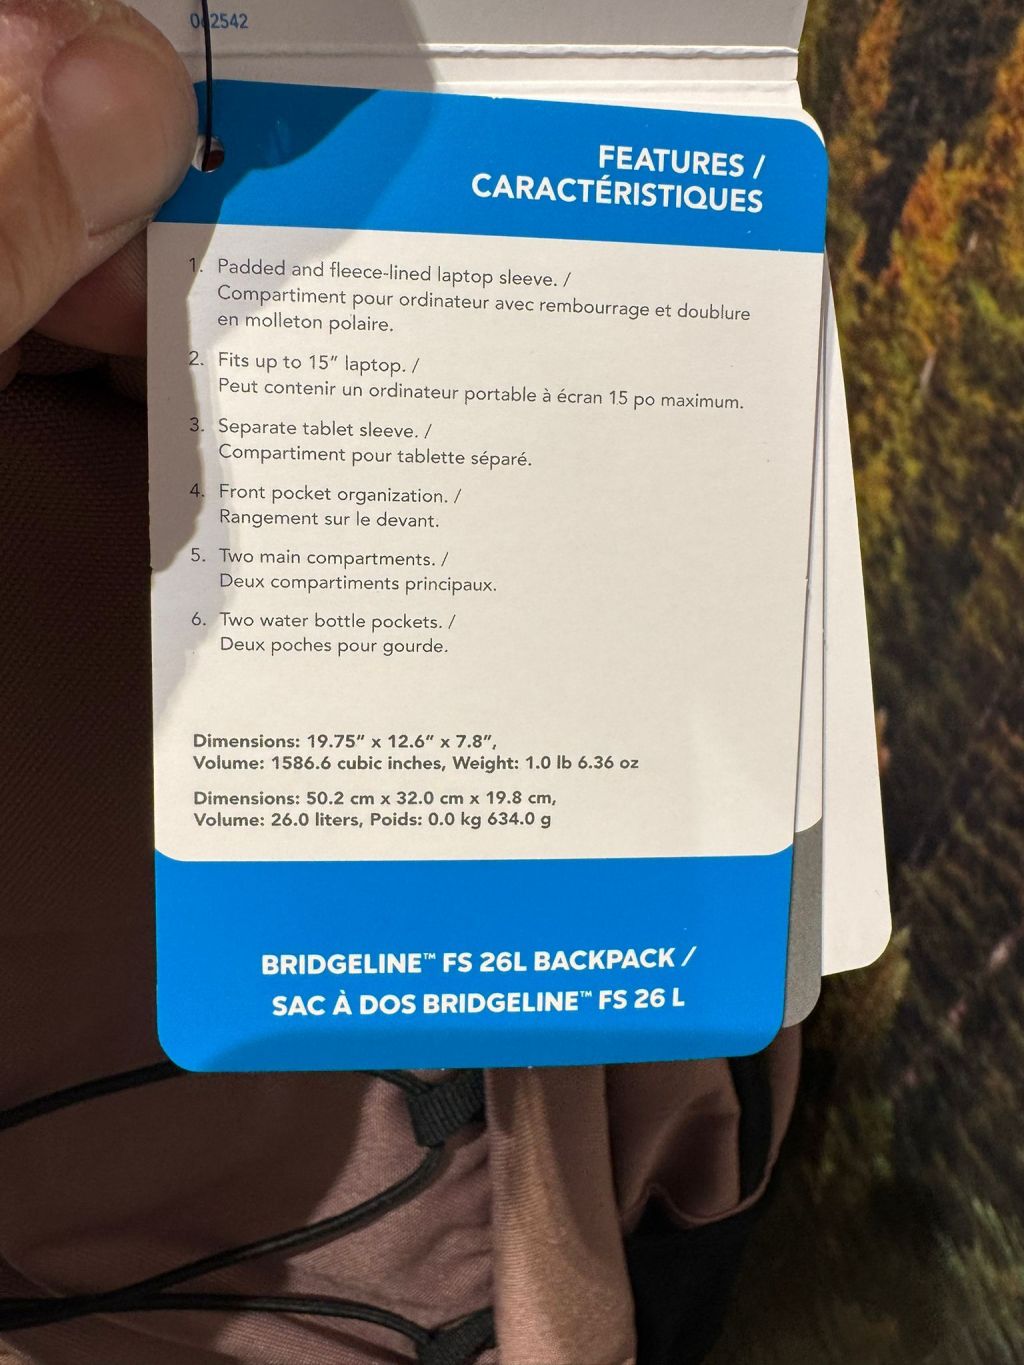 FEATURES /
CARACTÉRISTIQUES
1. Padded and fleece-lined laptop sleeve. /
Compartiment pour ordinateur avec rembourrage et doublure
en molleton polaire.
2. Fits up to 15" laptop. /
Peut contenir un ordinateur portable à écran 15 po maximum.
3. Separate tablet sleeve. /
Compartiment pour tablette séparé.
4. Front pocket organization. /
Rangement sur le devant.
5. Two main compartments. /
Deux compartiments principaux.
6. Two water bottle pockets. /
Deux poches pour gourde.
Dimensions: 19.75" x 12.6" x 7.8",
Volume: 1586.6 cubic inches, Weight: 1.0 lb 6.36 oz
Dimensions: 50.2 cm x 32.0 cm x 19.8 cm,
Volume: 26.0 liters, Poids: 0.0 kg 634.0 g
BRIDGELINE™ FS 26L BACKPACK /
SAC À DOS BRIDGELINE™ FS 26 L